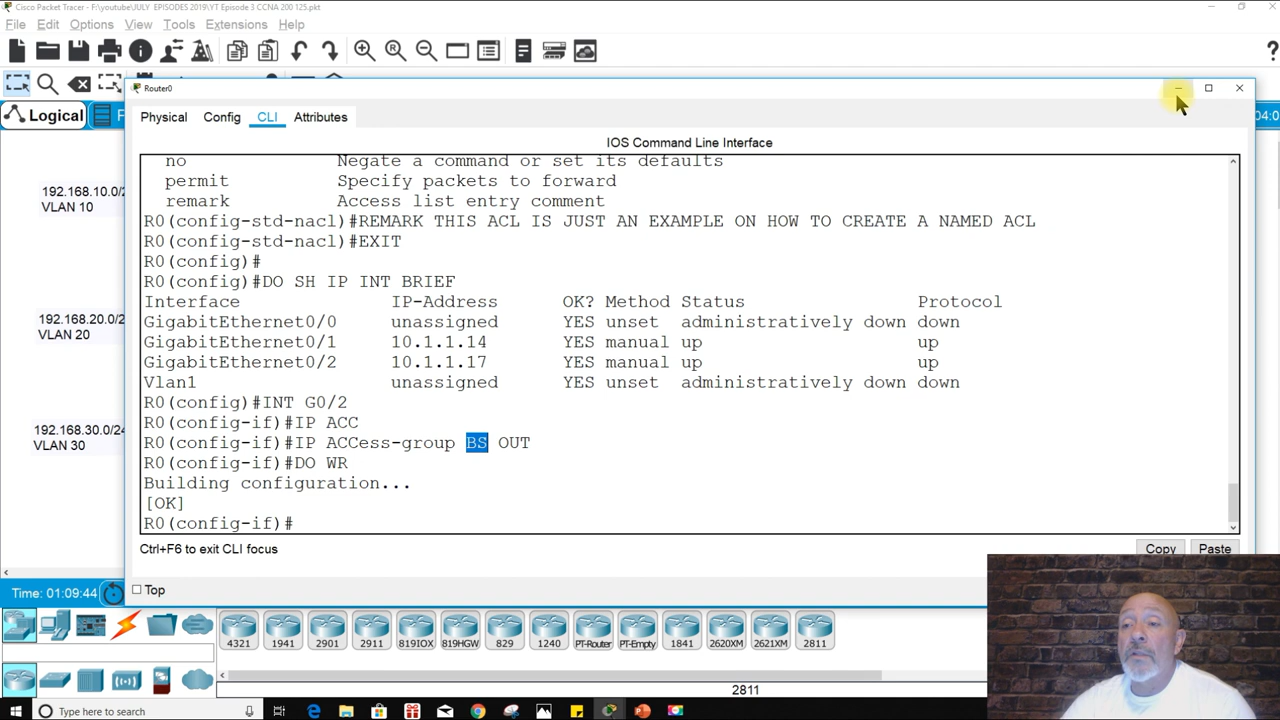 Cisco Packet Tracer - F:\youtube\JULY EPISODES 2019\YT Episode 3 CCNA 200 125.pkt
File Edit Options View Tools Extensions Help
Router0
Logical
Physical Config CLI Attributes
IOS Command Line Interface
no Negate a command or set its defaults
permit Specify packets to forward
remark Access list entry comment
R0(config-std-nacl)#REMARK THIS ACL IS JUST AN EXAMPLE ON HOW TO CREATE A NAMED ACL
R0(config-std-nacl)#EXIT
R0(config)#
R0(config)#DO SH IP INT BRIEF
Interface IP-Address OK? Method Status Protocol
GigabitEthernet0/0 unassigned YES unset administratively down down
GigabitEthernet0/1 10.1.1.14 YES manual up up
GigabitEthernet0/2 10.1.1.17 YES manual up up
Vlan1 unassigned YES unset administratively down down
R0(config)#INT G0/2
R0(config-if)#IP ACC
R0(config-if)#IP ACCess-group BS OUT
R0(config-if)#DO WR
Building configuration...
[OK]
R0(config-if)#
192.168.10.0/2
VLAN 10
192.168.20.0/2
VLAN 20
192.168.30.0/24
VLAN 30
Ctrl+F6 to exit CLI focus
Copy Paste
Top
Time: 01:09:44
4321 1941 2901 2911 819IOX 819HGW 829 1240 PT-Router PT-Empty 1841 2620XM 2621XM 2811
2811
Type here to search